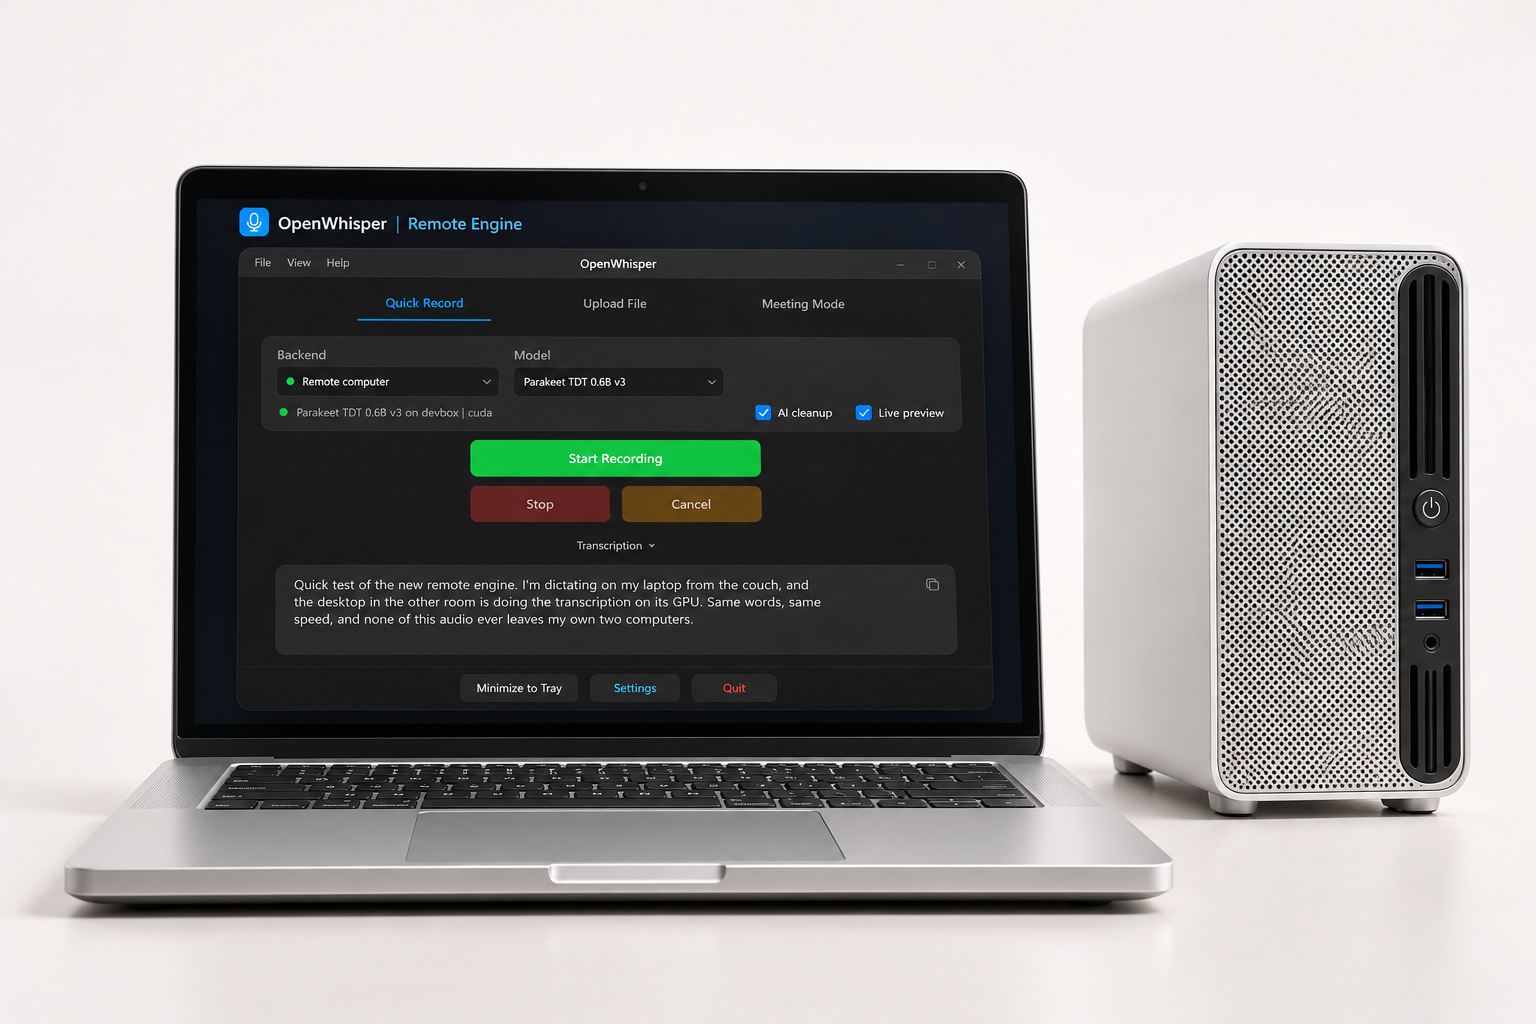 OpenWhisper | Remote Engine
File View Help
OpenWhisper
Quick Record
Upload File
Meeting Mode
Backend
Model
Remote computer
Parakeet TDT 0.6B v3
Parakeet TDT 0.6B v3 on devbox | cuda
AI cleanup
Live preview
Start Recording
Stop
Cancel
Transcription
Quick test of the new remote engine. I'm dictating on my laptop from the couch, and
the desktop in the other room is doing the transcription on its GPU. Same words, same
speed, and none of this audio ever leaves my own two computers.
Minimize to Tray
Settings
Quit